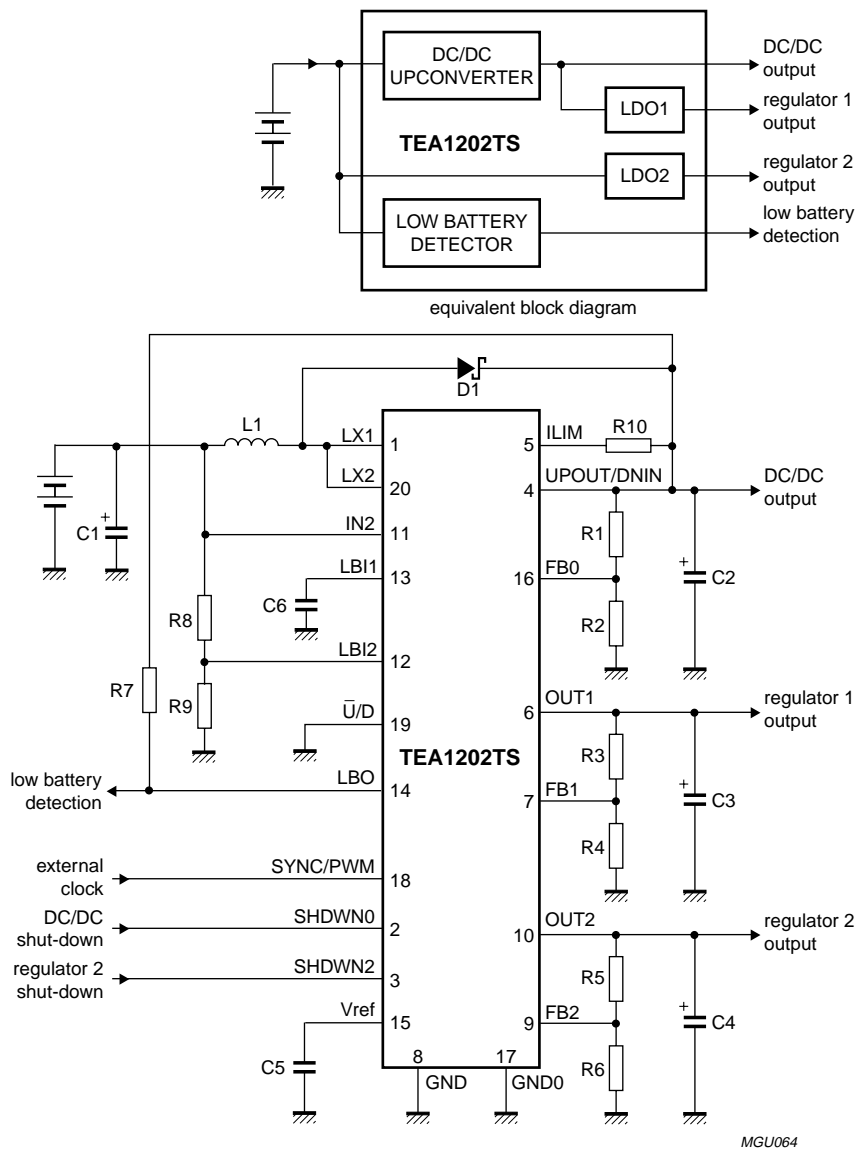 DC/DC
UPCONVERTER
DC/DC
output
LDO1
regulator 1
output
TEA1202TS
LDO2
regulator 2
output
LOW BATTERY
DETECTOR
low battery
detection
equivalent block diagram
D1
L1
LX1
1
5
ILIM
R10
LX2
20
4
UPOUT/DNIN
DC/DC
output
C1
+
IN2
11
R1
+
C2
LBI1
13
16
FB0
C6
R8
R2
LBI2
12
R7
R9
U̅/D
19
6
OUT1
regulator 1
output
TEA1202TS
R3
+
C3
low battery
detection
LBO
14
7
FB1
R4
external
clock
SYNC/PWM
18
DC/DC
shut-down
SHDWN0
2
10
OUT2
regulator 2
output
regulator 2
shut-down
SHDWN2
3
R5
+
C4
Vref
15
9
FB2
C5
R6
8
17
GND
GND0
MGU064